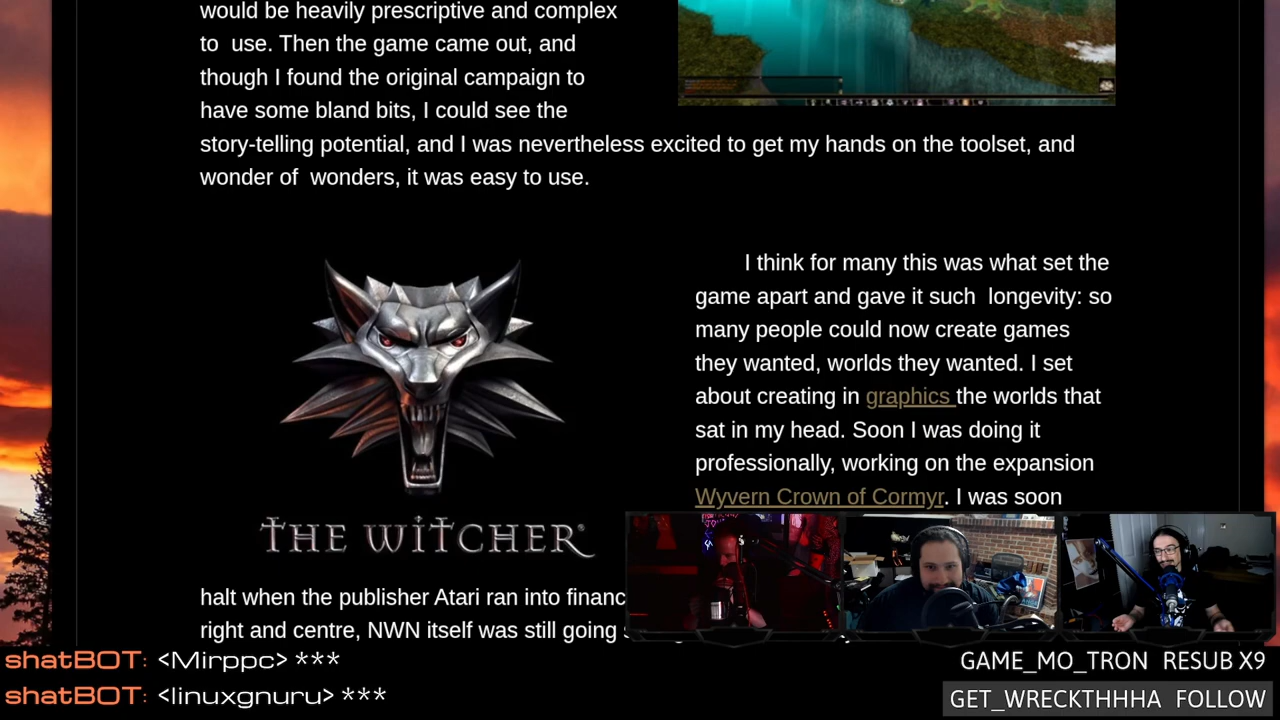 would be heavily prescriptive and complex
to use. Then the game came out, and
though I found the original campaign to
have some bland bits, I could see the
story-telling potential, and I was nevertheless excited to get my hands on the toolset, and
wonder of wonders, it was easy to use.
I think for many this was what set the
game apart and gave it such longevity: so
many people could now create games
they wanted, worlds they wanted. I set
about creating in graphics the worlds that
sat in my head. Soon I was doing it
professionally, working on the expansion
Wyvern Crown of Cormyr. I was soon
THE WITCHER®
halt when the publisher Atari ran into financ
right and centre, NWN itself was still going
shatBOT: <Mirppc> ***
shatBOT: <linuxgnuru> ***
GAME_MO_TRON RESUB X9
GET_WRECKTHHHA FOLLOW